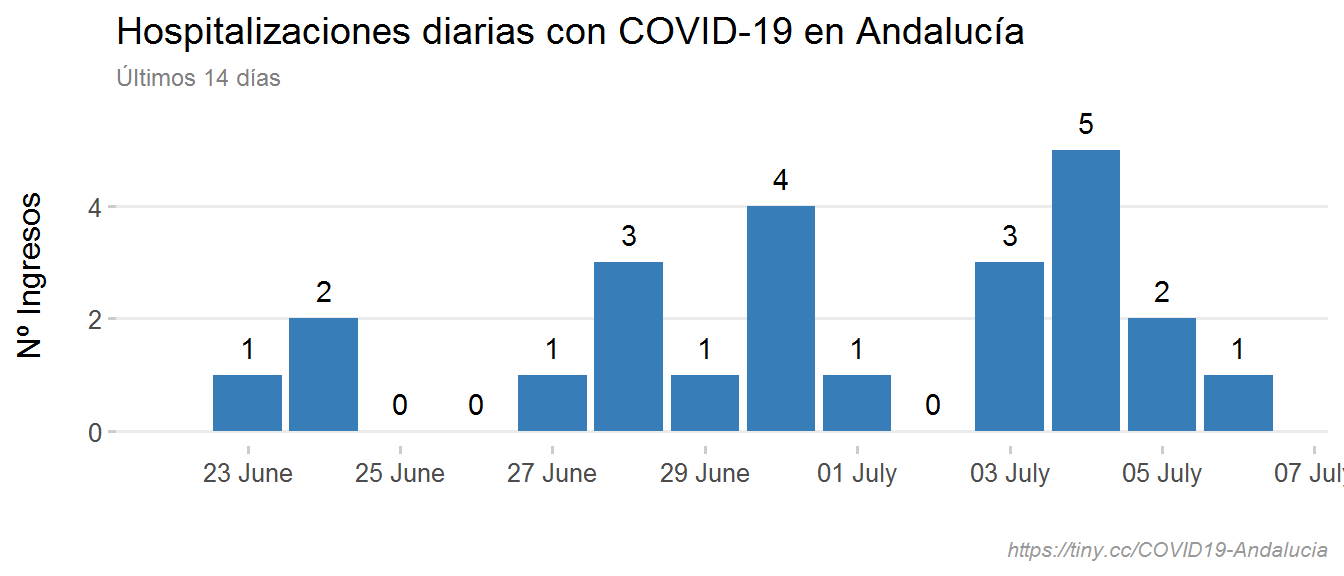 Hospitalizaciones diarias con COVID-19 en Andalucía
Últimos 14 días
Nº Ingresos
5
4
3
3
2
2
1
1
1
1
1
0
0
0
4
2
0
23 June
25 June
27 June
29 June
01 July
03 July
05 July
07 July
https://tiny.cc/COVID19-Andalucia